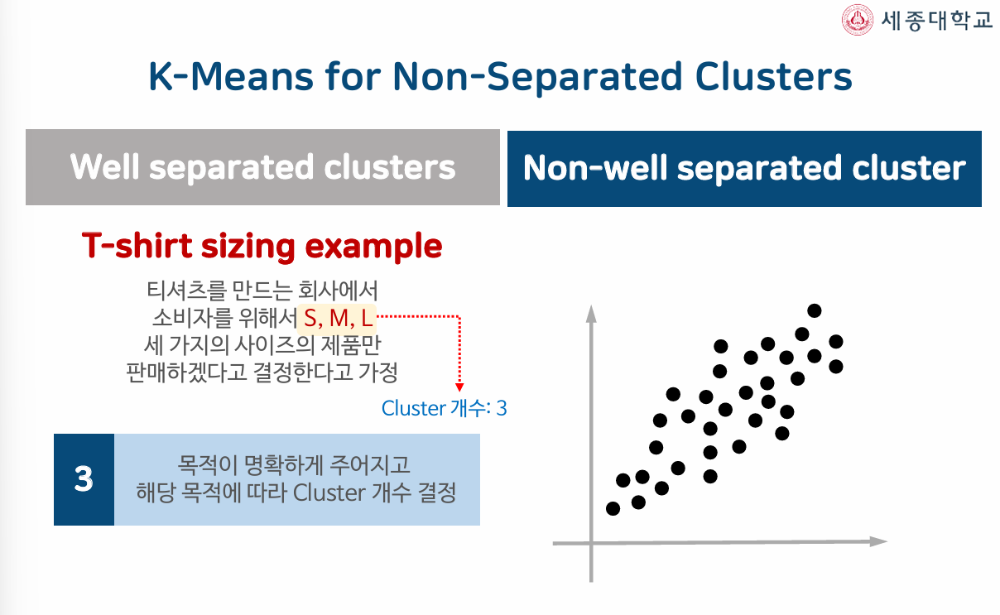 세종대학교
K-Means for Non-Separated Clusters
Well separated clusters
Non-well separated cluster
T-shirt sizing example
티셔츠를 만드는 회사에서
소비자를 위해서 S, M, L
세 가지의 사이즈의 제품만
판매하겠다고 결정한다고 가정
Cluster 개수: 3
3
목적이 명확하게 주어지고
해당 목적에 따라 Cluster 개수 결정